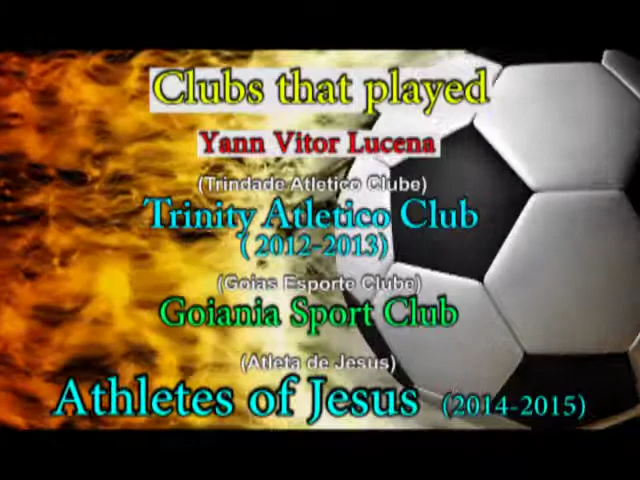 Clubs that played
Yann Vitor Lucena
(Trindade Atletico Clube)
Trinity Atletico Club
( 2012-2013)
(Goias Esporte Clube)
Goiania Sport Club
(Atleta de Jesus)
Athletes of Jesus (2014-2015)